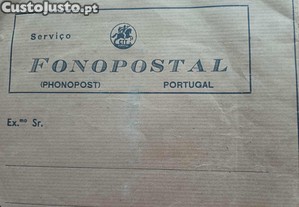 CustoJusto.pt
Serviço
CTT
FONOPOSTAL
(PHONOPOST) PORTUGAL
Ex.mo Sr.